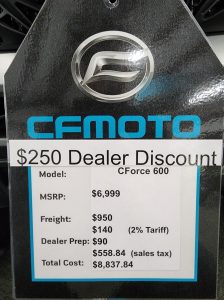 CFMOTO
$250 Dealer Discount
Model: CForce 600
MSRP: $6,999
Freight: $950
$140 (2% Tariff)
Dealer Prep: $90
$558.84 (sales tax)
Total Cost: $8,837.84